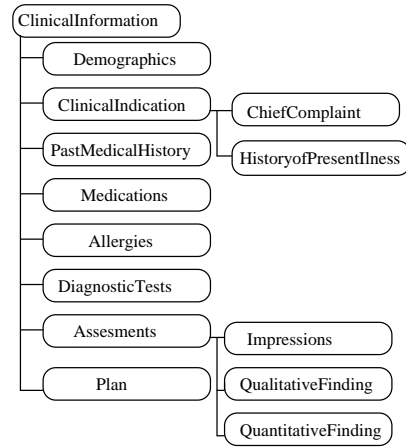 ClinicalInformation
Demographics
ClinicalIndication
ChiefComplaint
PastMedicalHistory
HistoryofPresentIlness
Medications
Allergies
DiagnosticTests
Assesments
Impressions
Plan
QualitativeFinding
QuantitativeFinding